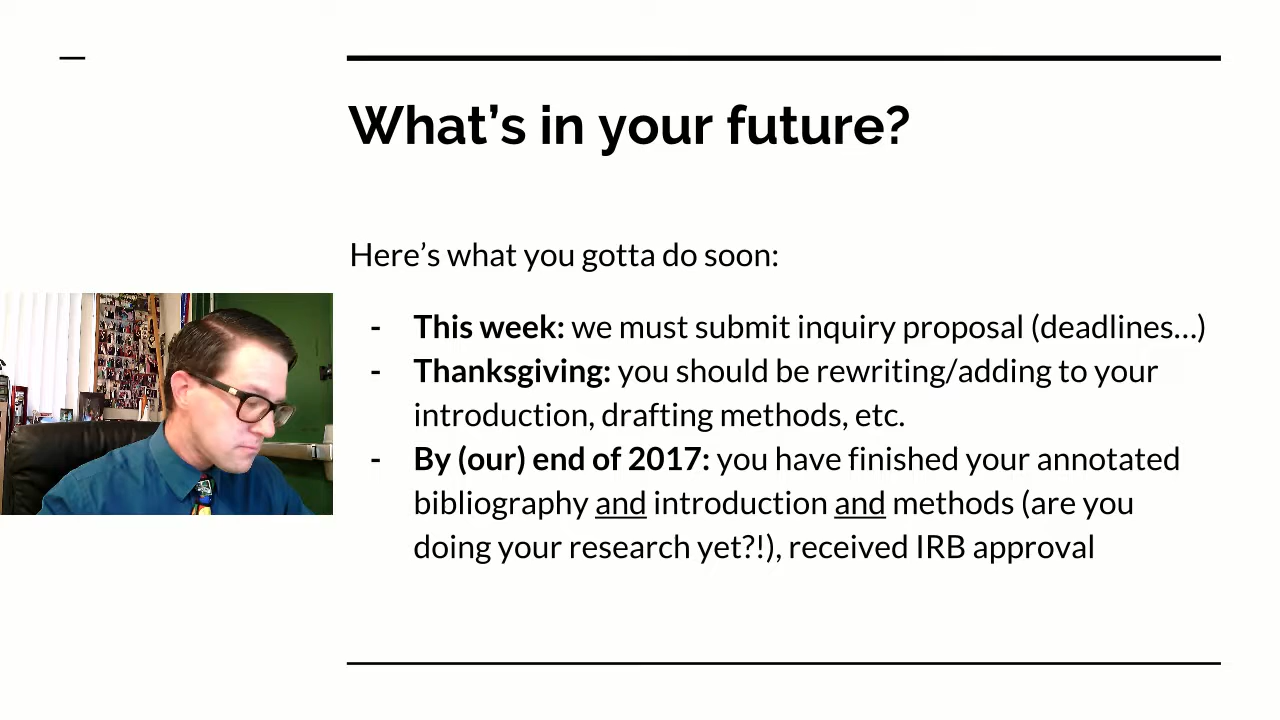 What’s in your future?
Here’s what you gotta do soon:
- This week: we must submit inquiry proposal (deadlines...)
- Thanksgiving: you should be rewriting/adding to your
introduction, drafting methods, etc.
- By (our) end of 2017: you have finished your annotated
bibliography and introduction and methods (are you
doing your research yet?!), received IRB approval